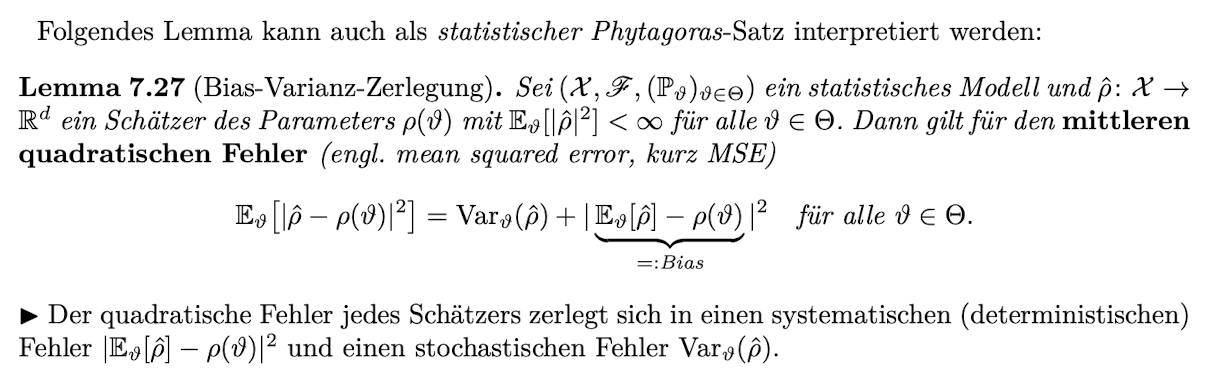 Folgendes Lemma kann auch als statistischer Phytagoras-Satz interpretiert werden:
Lemma 7.27 (Bias-Varianz-Zerlegung). Sei (𝒳, ℱ, (ℙ_ϑ)_{ϑ∈Θ}) ein statistisches Modell und ρ̂: 𝒳 →
ℝ^d ein Schätzer des Parameters ρ(ϑ) mit 𝔼_ϑ[|ρ̂|²] < ∞ für alle ϑ ∈ Θ. Dann gilt für den mittleren
quadratischen Fehler (engl. mean squared error, kurz MSE)
𝔼_ϑ[|ρ̂ − ρ(ϑ)|²] = Var_ϑ(ρ̂) + | 𝔼_ϑ[ρ̂] − ρ(ϑ) |² für alle ϑ ∈ Θ.
=:Bias
▶ Der quadratische Fehler jedes Schätzers zerlegt sich in einen systematischen (deterministischen)
Fehler |𝔼_ϑ[ρ̂] − ρ(ϑ)|² und einen stochastischen Fehler Var_ϑ(ρ̂).